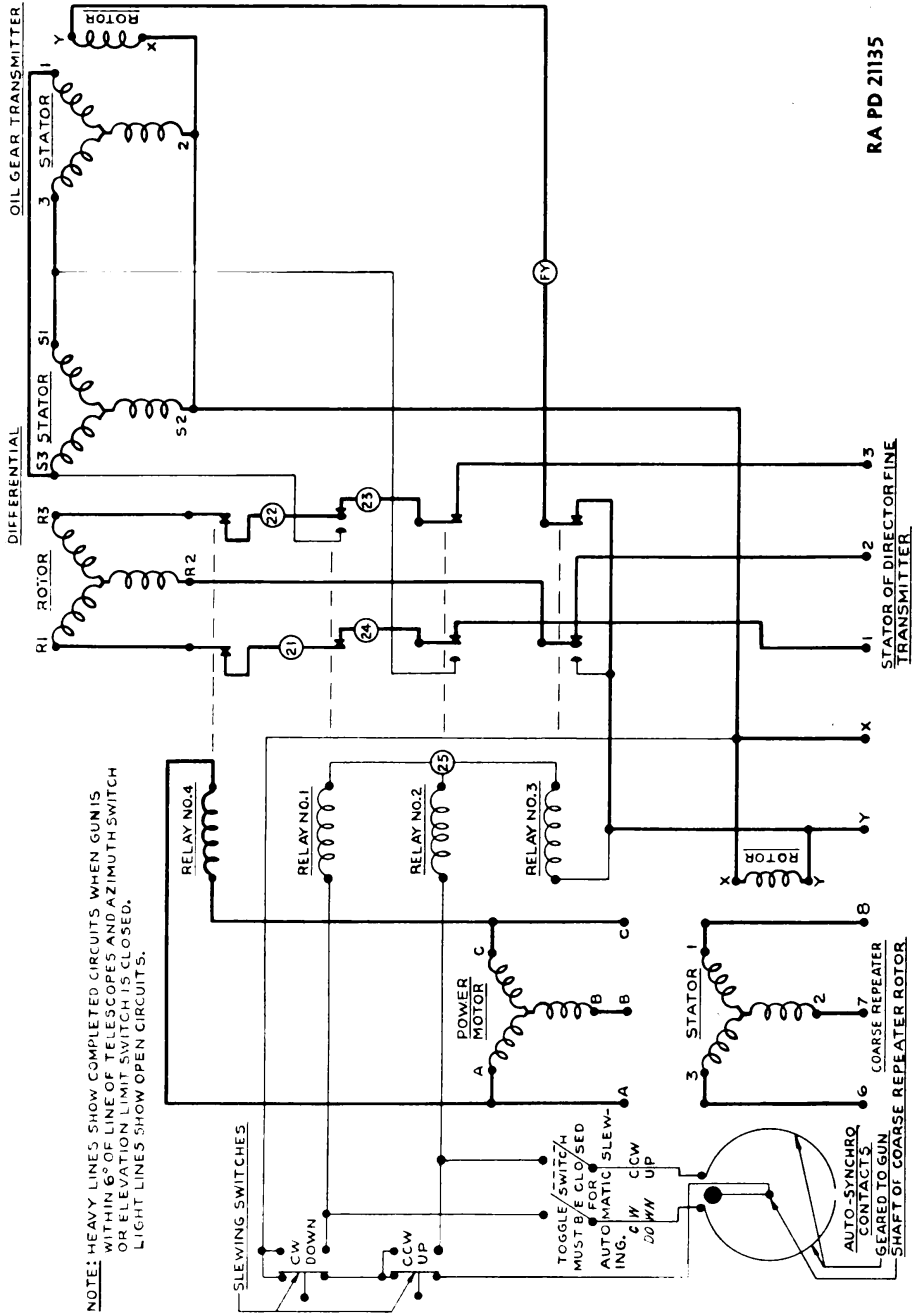 NOTE: HEAVY LINES SHOW COMPLETED CIRCUITS WHEN GUN IS
WITHIN 6° OF LINE OF TELESCOPES AND AZIMUTH SWITCH
OR ELEVATION LIMIT SWITCH IS CLOSED.
LIGHT LINES SHOW OPEN CIRCUITS.
DIFFERENTIAL
OIL GEAR TRANSMITTER
R1
ROTOR
R3
R2
S3
STATOR
S1
S2
3
STATOR
1
2
Y
ROTOR
X
RELAY NO.4
22
21
RELAY NO.1
23
24
25
RELAY NO.2
RELAY NO.3
FY
SLEWING SWITCHES
CW
DOWN
CCW
UP
A
C
POWER
MOTOR
B
A
B
C
TOGGLE SWITCH
MUST BE CLOSED
FOR
AUTOMATIC SLEW-
ING.
CW
DOWN
CCW
UP
3
STATOR
1
2
6
7
8
COARSE REPEATER
X
ROTOR
Y
Y
X
1
2
3
STATOR OF DIRECTOR FINE
TRANSMITTER
AUTO-SYNCHRO
CONTACTS
GEARED TO GUN
SHAFT OF COARSE REPEATER ROTOR
RA PD 21135